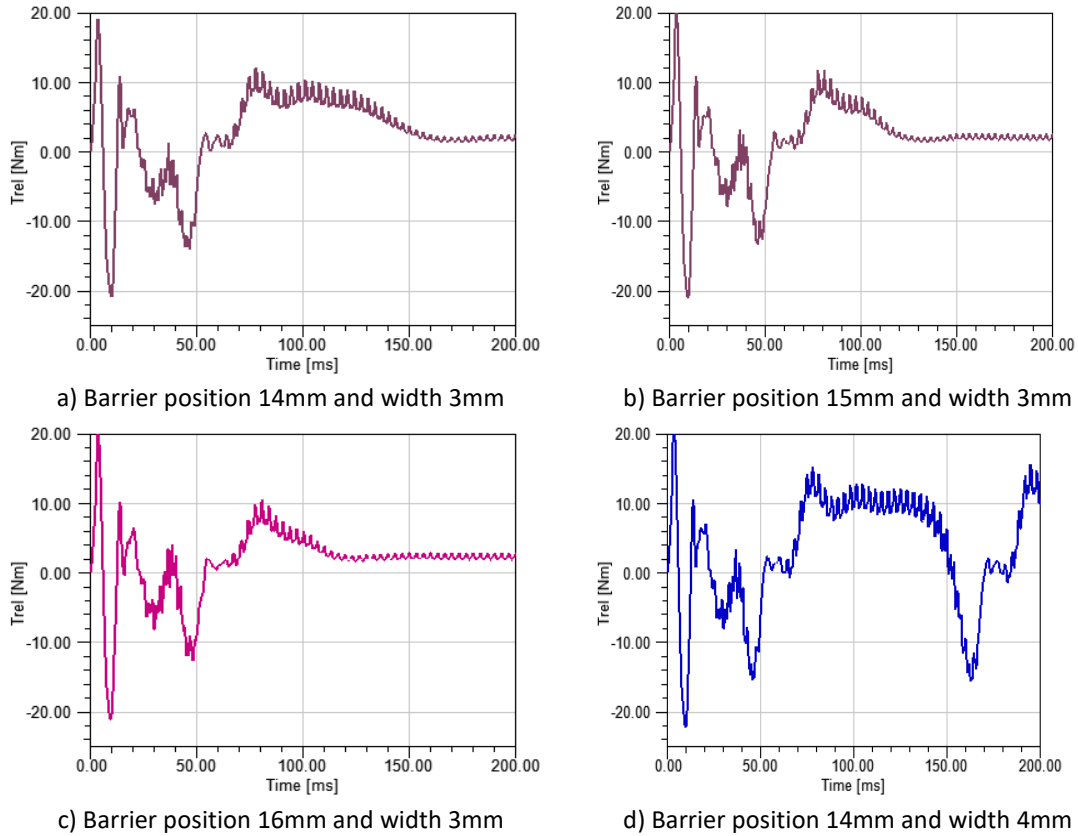 20.00
10.00
0.00
-10.00
-20.00
Trel [Nm]
0.00 50.00 100.00 150.00 200.00
Time [ms]
a) Barrier position 14mm and width 3mm
20.00
10.00
0.00
-10.00
-20.00
Trel [Nm]
0.00 50.00 100.00 150.00 200.00
Time [ms]
b) Barrier position 15mm and width 3mm
20.00
10.00
0.00
-10.00
-20.00
Trel [Nm]
0.00 50.00 100.00 150.00 200.00
Time [ms]
c) Barrier position 16mm and width 3mm
20.00
10.00
0.00
-10.00
-20.00
Trel [Nm]
0.00 50.00 100.00 150.00 200.00
Time [ms]
d) Barrier position 14mm and width 4mm